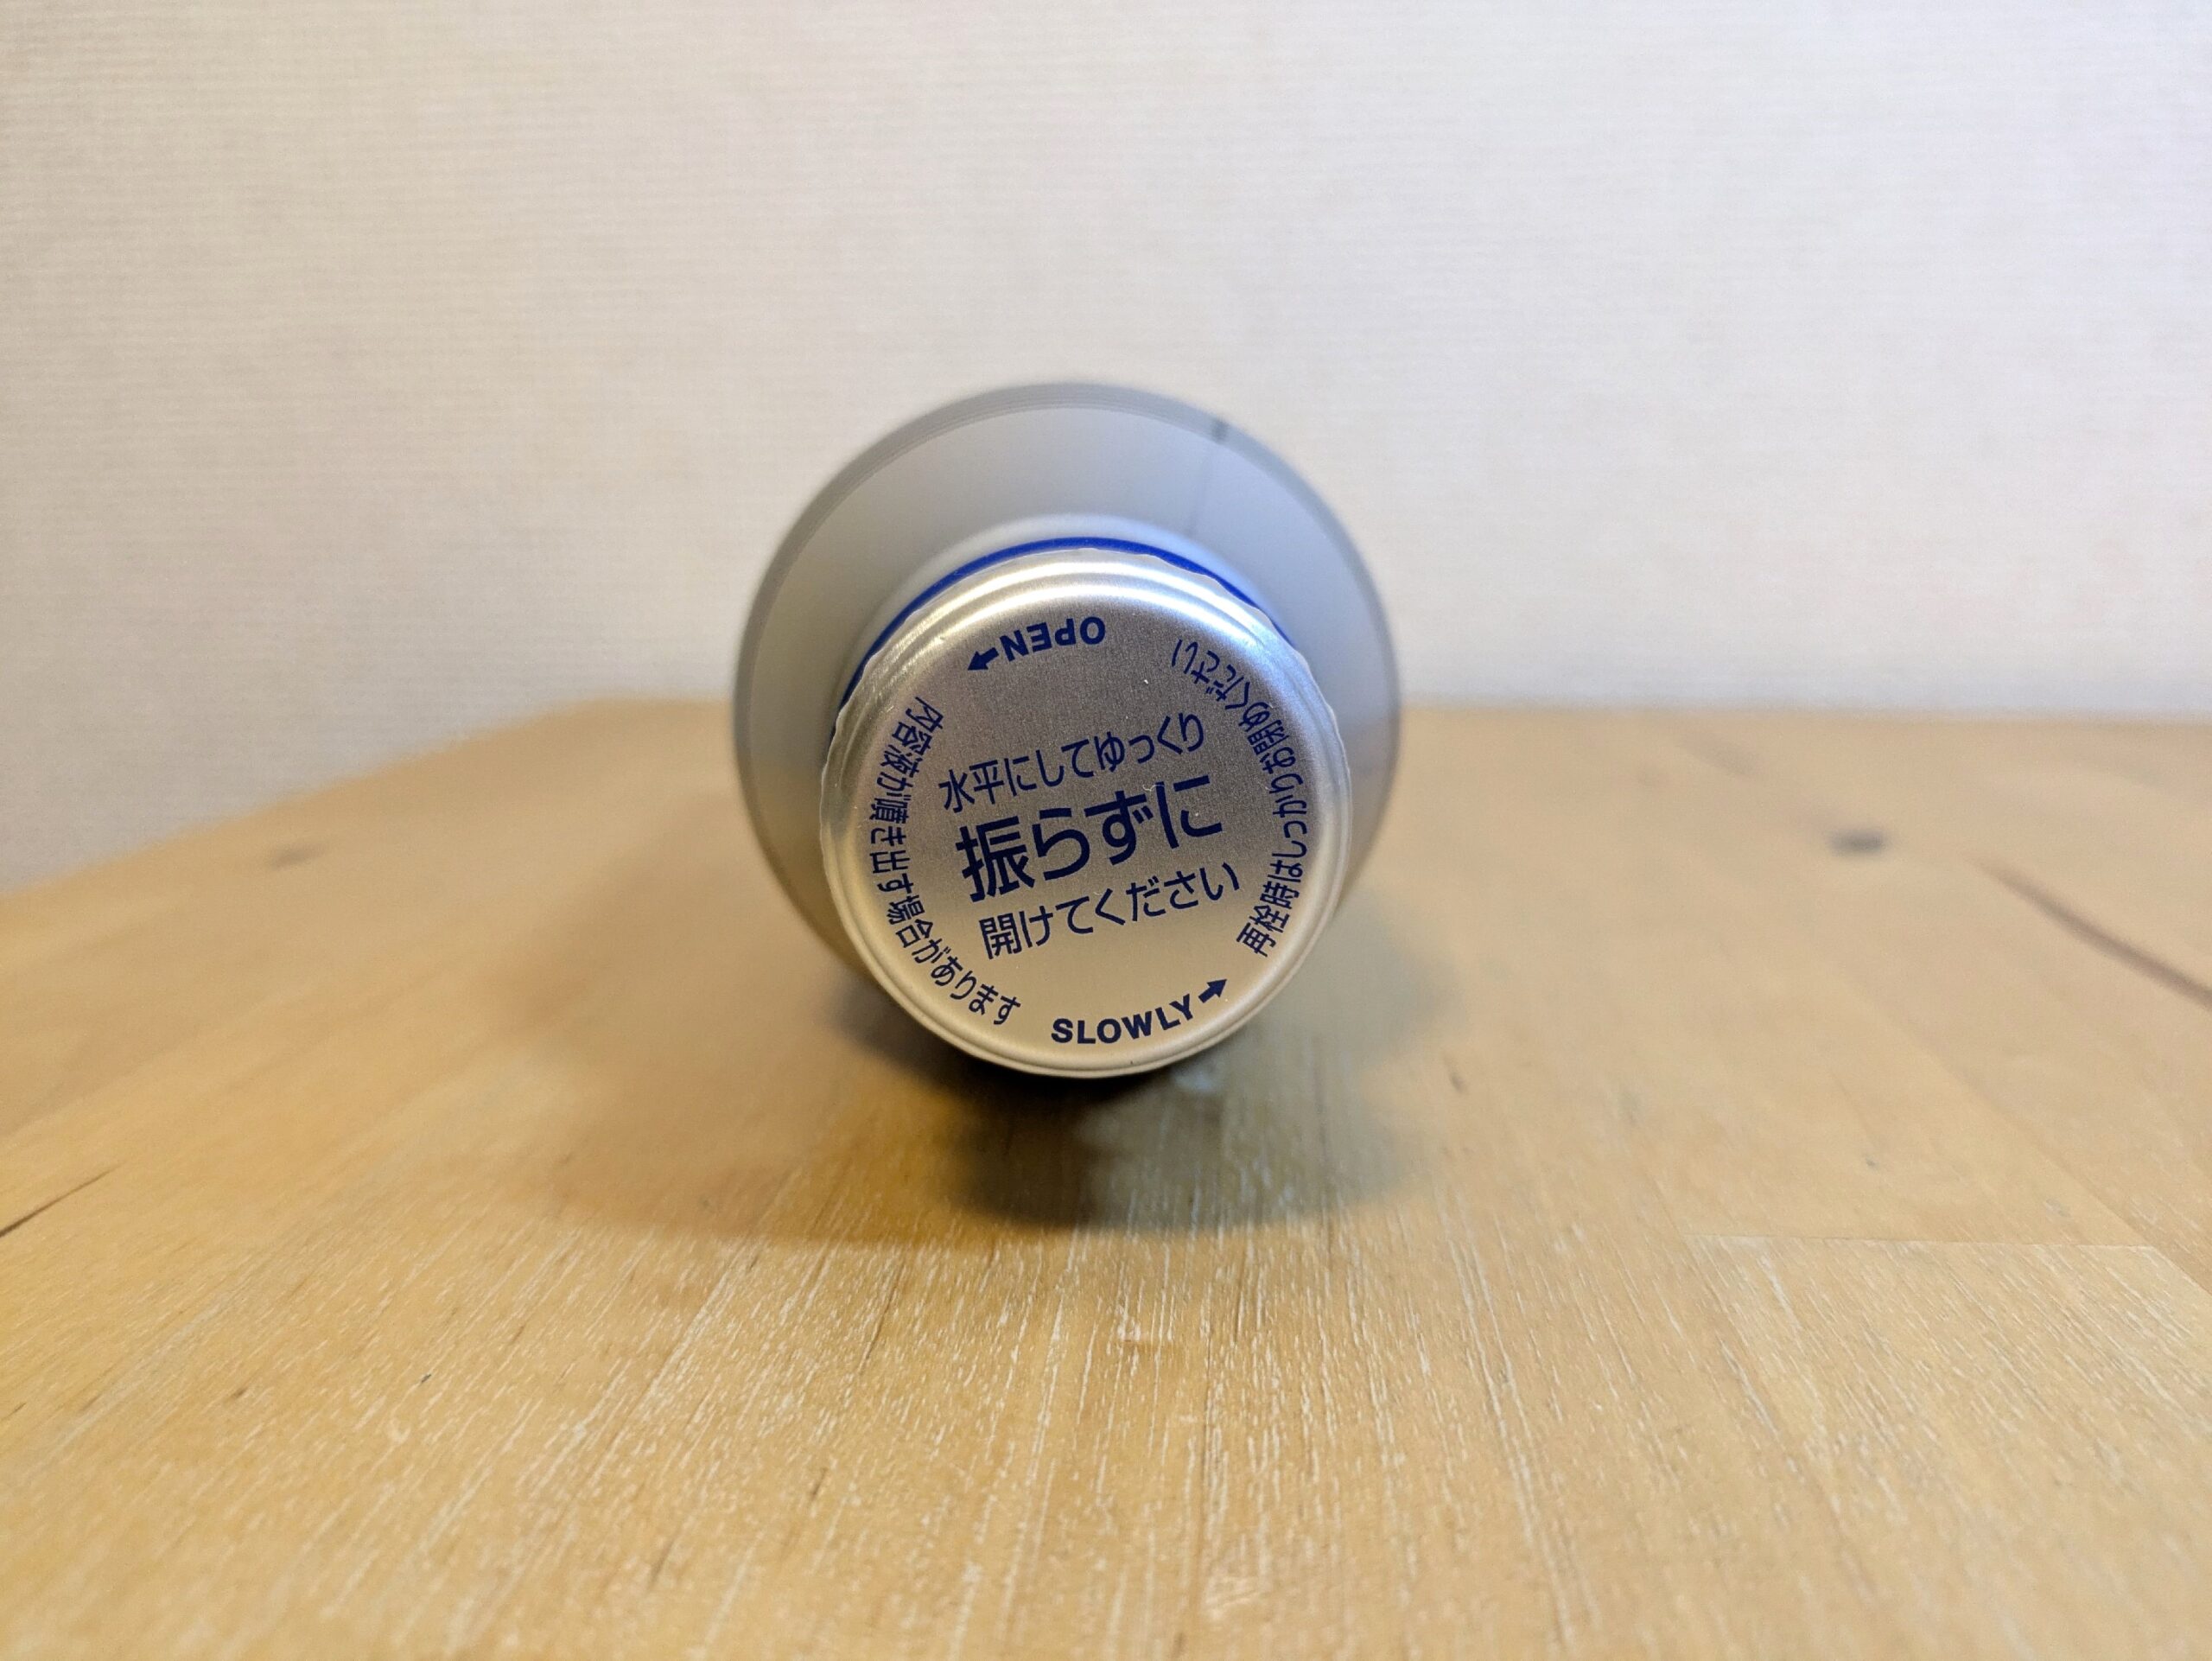 OPEN
水平にしてゆっくり
振らずに
開けてください
内容液が噴き出す場合があります
再栓時はしっかりお閉めください
SLOWLY